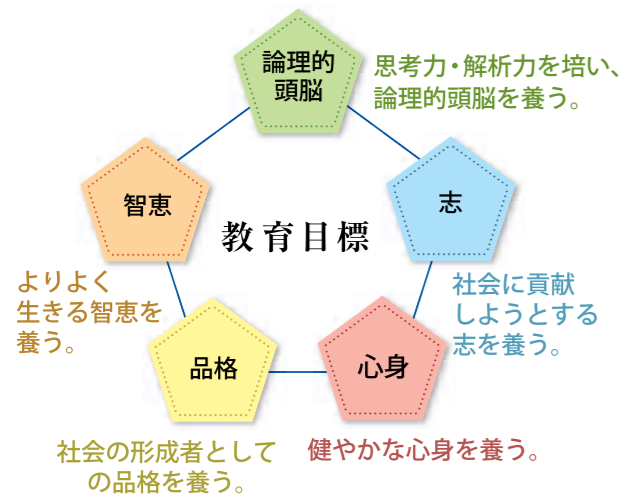 論理的
頭脳
思考力・解析力を培い、
論理的頭脳を養う。
智恵
志
教育目標
よりよく
生きる智恵を
養う。
社会に貢献
しようとする
志を養う。
品格
心身
社会の形成者として
の品格を養う。
健やかな心身を養う。